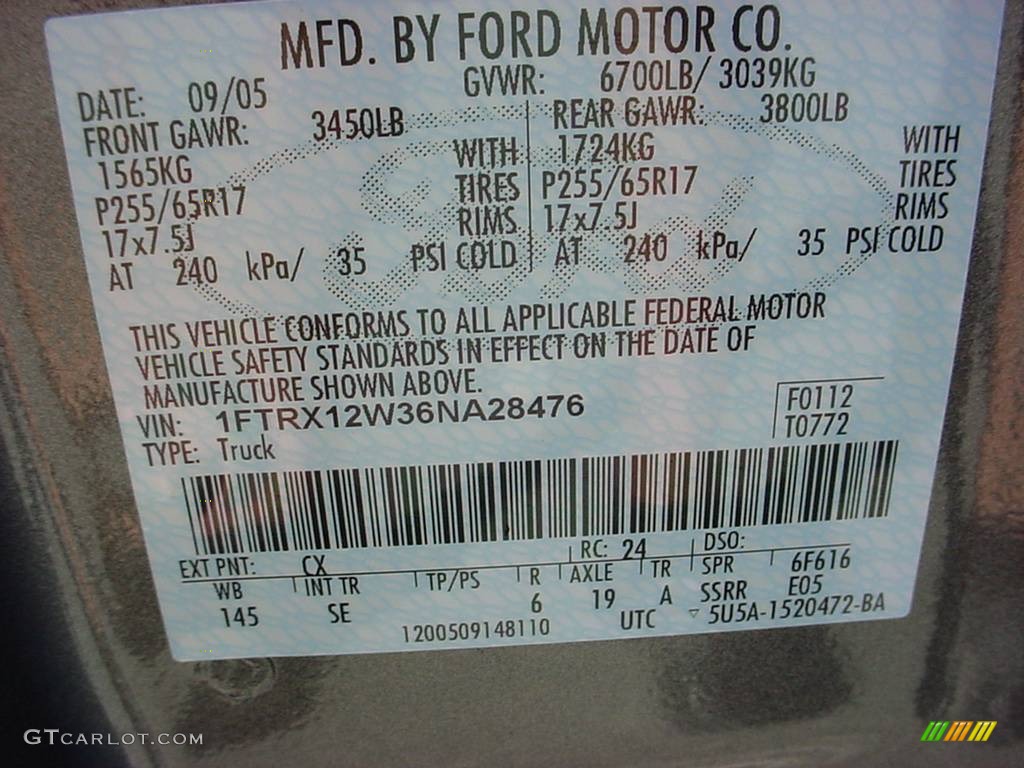 MFD. BY FORD MOTOR CO.
DATE: 09/05 GVWR: 6700LB/ 3039KG
FRONT GAWR: 3450LB REAR GAWR: 3800LB
1565KG WITH 1724KG WITH
P255/65R17 TIRES P255/65R17 TIRES
17x7.5J RIMS 17x7.5J RIMS
AT 240 kPa/ 35 PSI COLD AT 240 kPa/ 35 PSI COLD
THIS VEHICLE CONFORMS TO ALL APPLICABLE FEDERAL MOTOR
VEHICLE SAFETY STANDARDS IN EFFECT ON THE DATE OF
MANUFACTURE SHOWN ABOVE.
VIN: 1FTRX12W36NA28476 F0112
TYPE: Truck T0772
EXT PNT: CX RC: 24 DSO:
WB INT TR TP/PS R AXLE TR SPR 6F616
145 SE 6 19 A SSRR E05
1200509148110 UTC 5U5A-1520472-BA
Ford
GTCARLOT.COM